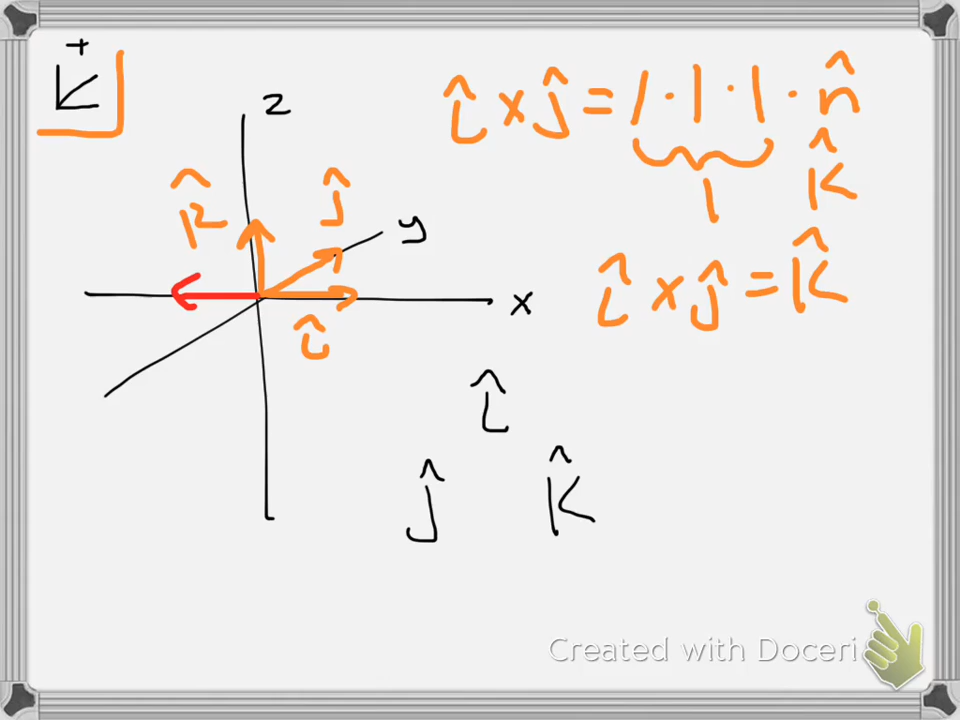 +
z
î x ĵ = 1 · 1 · 1 · n̂
1 k̂
k̂ ĵ
y
î x ĵ = k̂
x
î
î
ĵ k̂
Created with Doceri